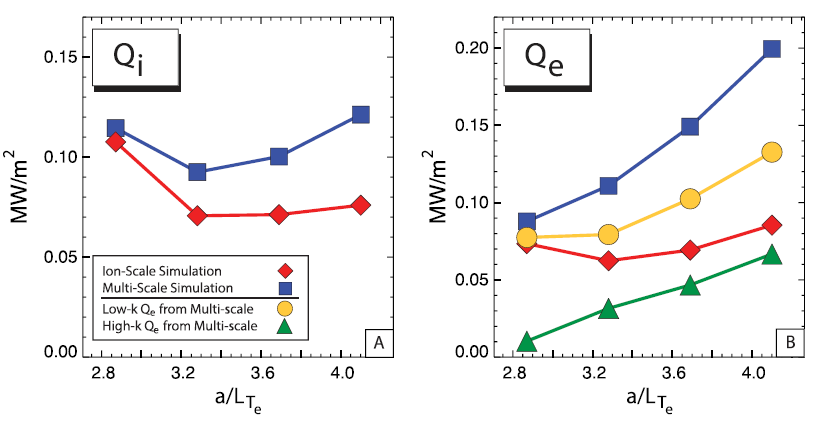 Qi
MW/m²
0.15
0.10
0.05
0.00
Ion-Scale Simulation
Multi-Scale Simulation
Low-k Qe from Multi-scale
High-k Qe from Multi-scale
A
2.8 3.2 3.6 4.0
a/LTe
Qe
MW/m²
0.20
0.15
0.10
0.05
0.00
B
2.8 3.2 3.6 4.0
a/LTe